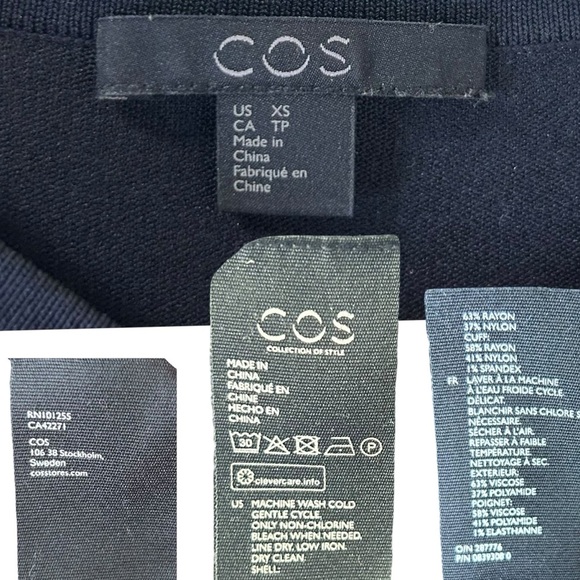 COS
US XS
CA TP
Made in
China
Fabriqué en
Chine
COS
COLLECTION OF STYLE
MADE IN
CHINA
FABRIQUÉ EN
CHINE
HECHO EN
CHINA
30
P
clevercare.info
US MACHINE WASH COLD
GENTLE CYCLE.
ONLY NON-CHLORINE
BLEACH WHEN NEEDED.
LINE DRY. LOW IRON.
DRY CLEAN.
SHELL:
RN101255
CA42271
COS
106 38 Stockholm,
Sweden
cosstores.com
63% RAYON
37% NYLON
CUFF:
58% RAYON
41% NYLON
1% SPANDEX
FR LAVER À LA MACHINE
À L'EAU FROIDE CYCLE
DÉLICAT.
BLANCHIR SANS CHLORE
NÉCESSAIRE.
SÉCHER À L'AIR.
REPASSER À FAIBLE
TEMPÉRATURE.
NETTOYAGE À SEC.
EXTERIEUR:
63% VISCOSE
37% POLYAMIDE
POIGNET:
58% VISCOSE
41% POLYAMIDE
1% ELASTHANNE
O/N 287776
P/N 0839308 0